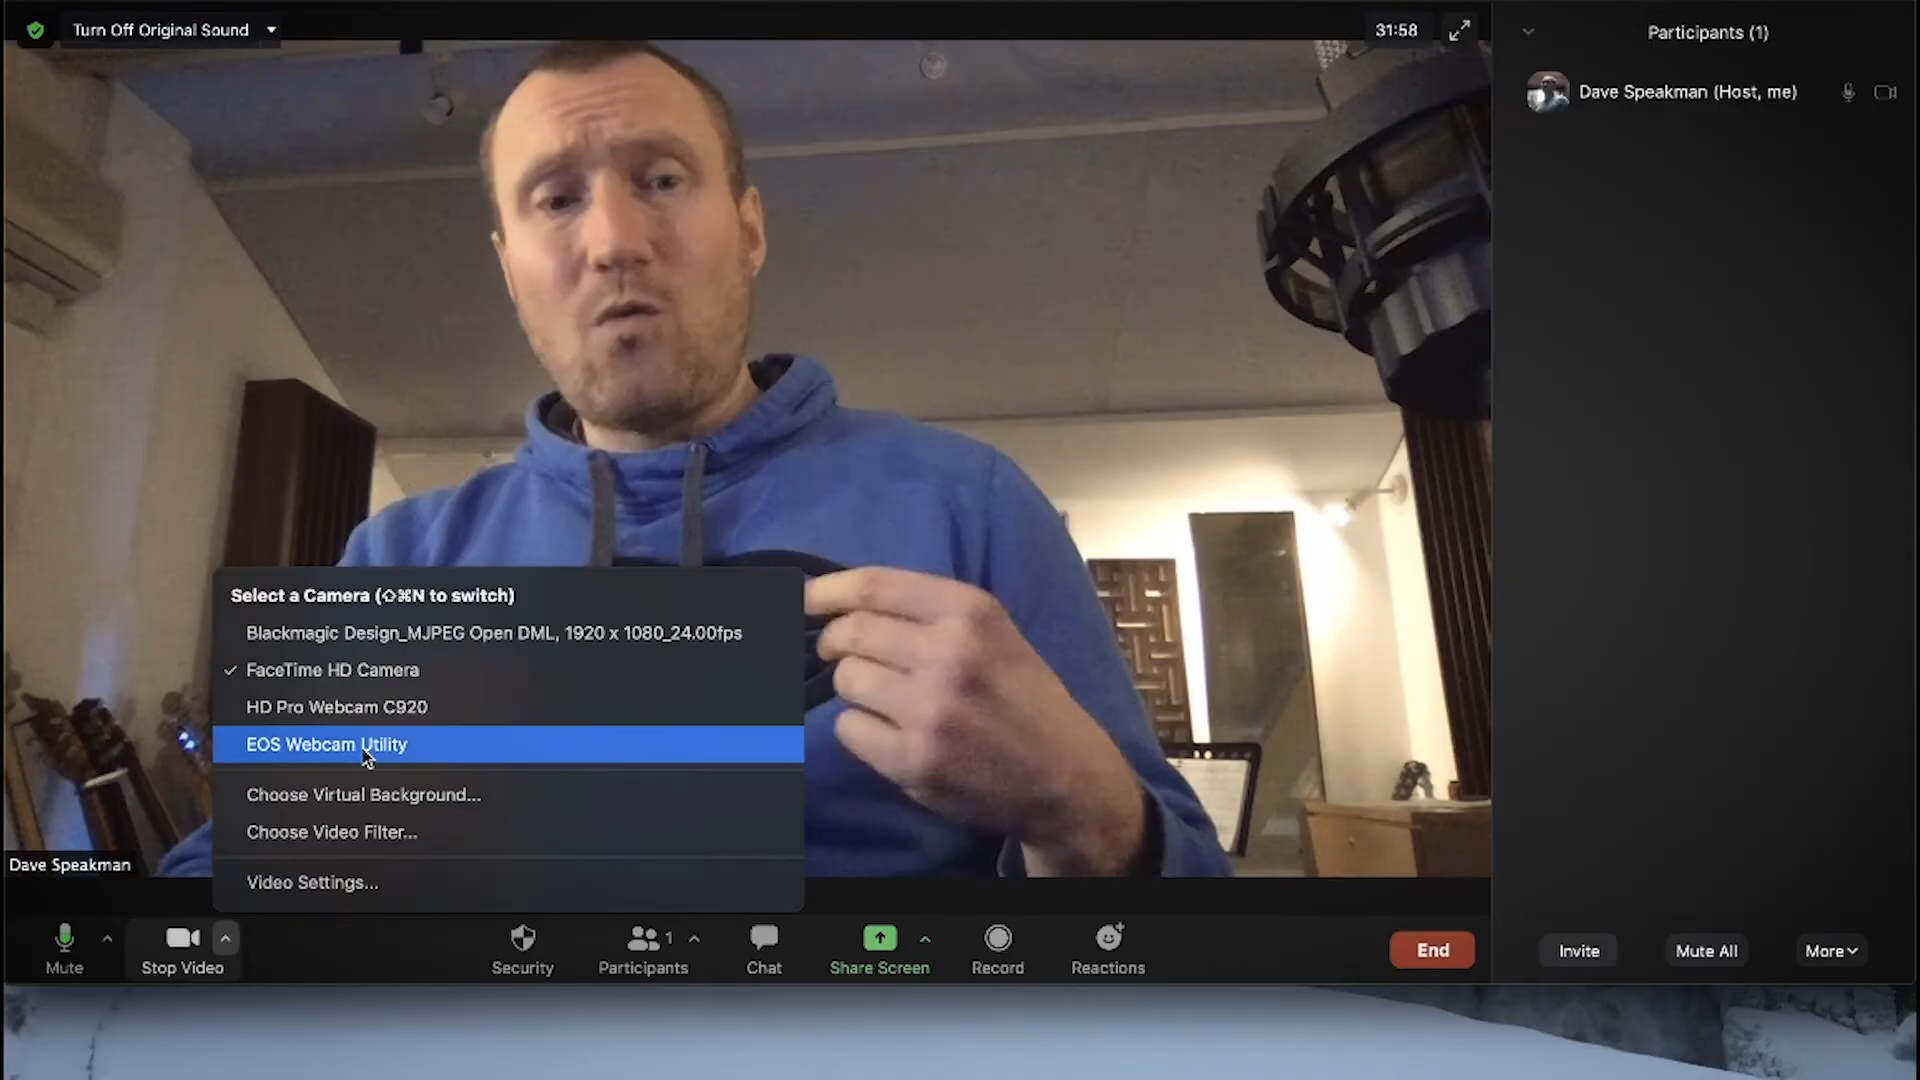 Turn Off Original Sound
31:58
Participants (1)
Dave Speakman (Host, me)
Select a Camera (⇧⌘N to switch)
Blackmagic Design_MJPEG Open DML, 1920 x 1080_24.00fps
✓ FaceTime HD Camera
HD Pro Webcam C920
EOS Webcam Utility
Choose Virtual Background...
Choose Video Filter...
Video Settings...
Dave Speakman
Mute
Stop Video
Security
1
Participants
Chat
Share Screen
Record
Reactions
End
Invite
Mute All
More